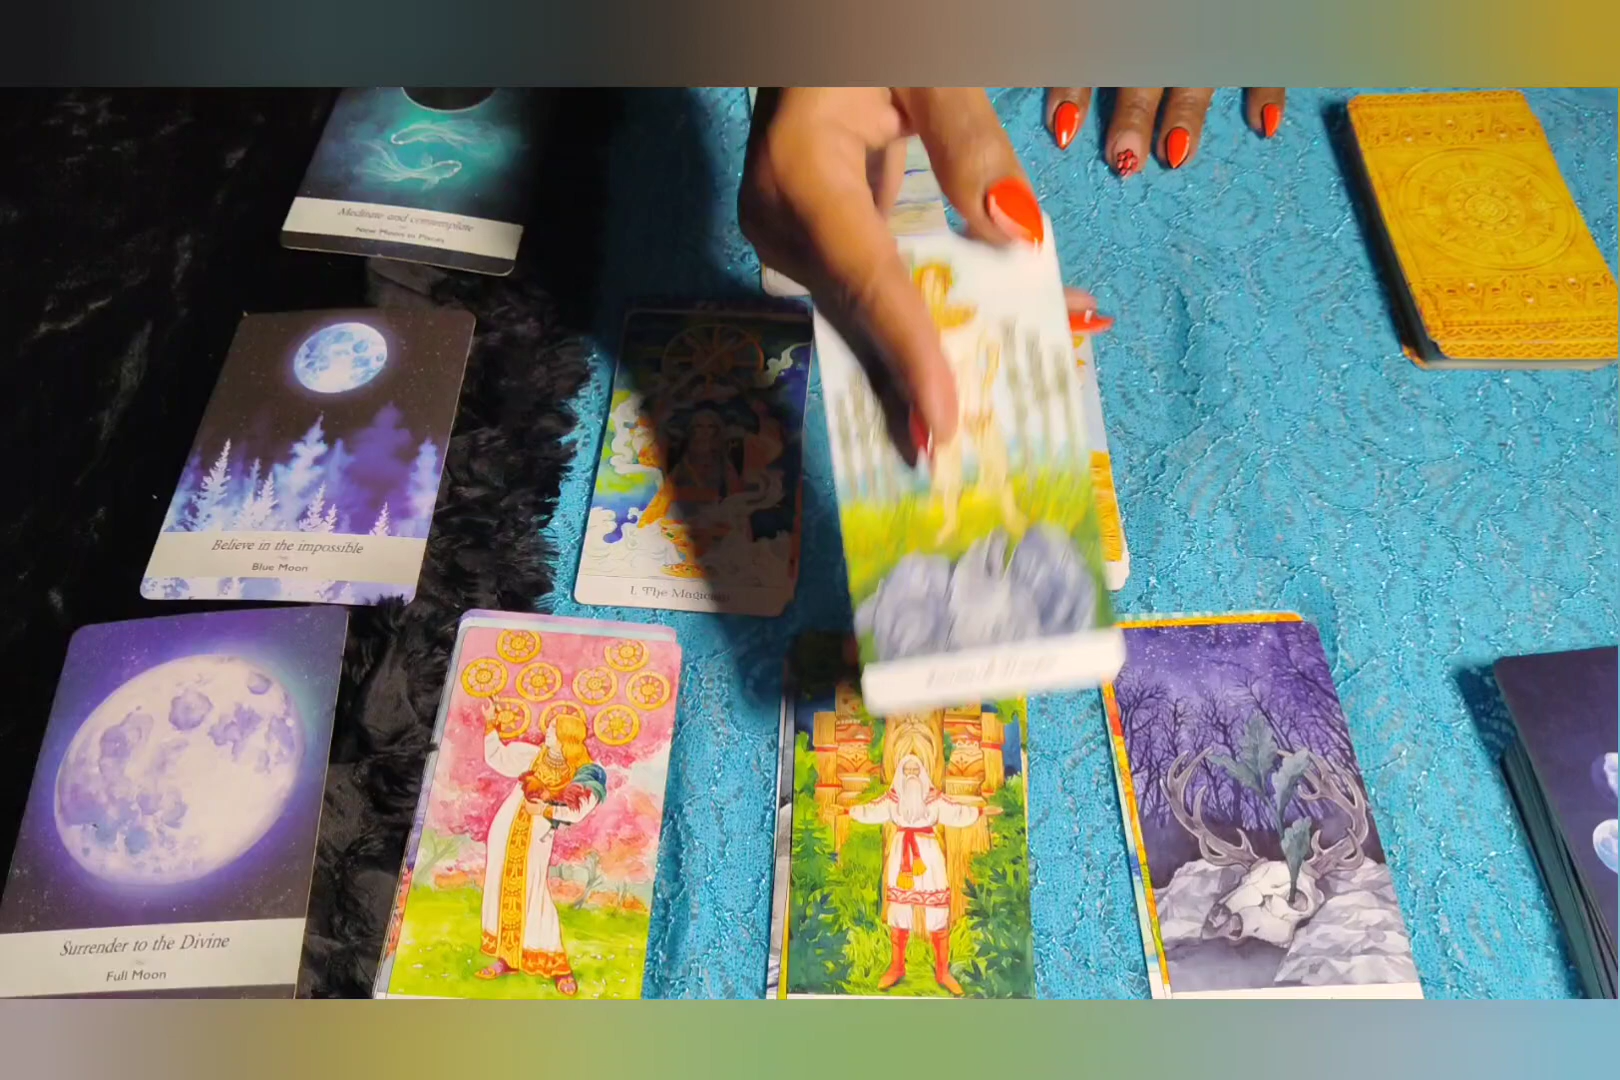 Meditate and contemplate
New Moon in Pisces
Believe in the impossible
Blue Moon
I. The Magician
Surrender to the Divine
Full Moon